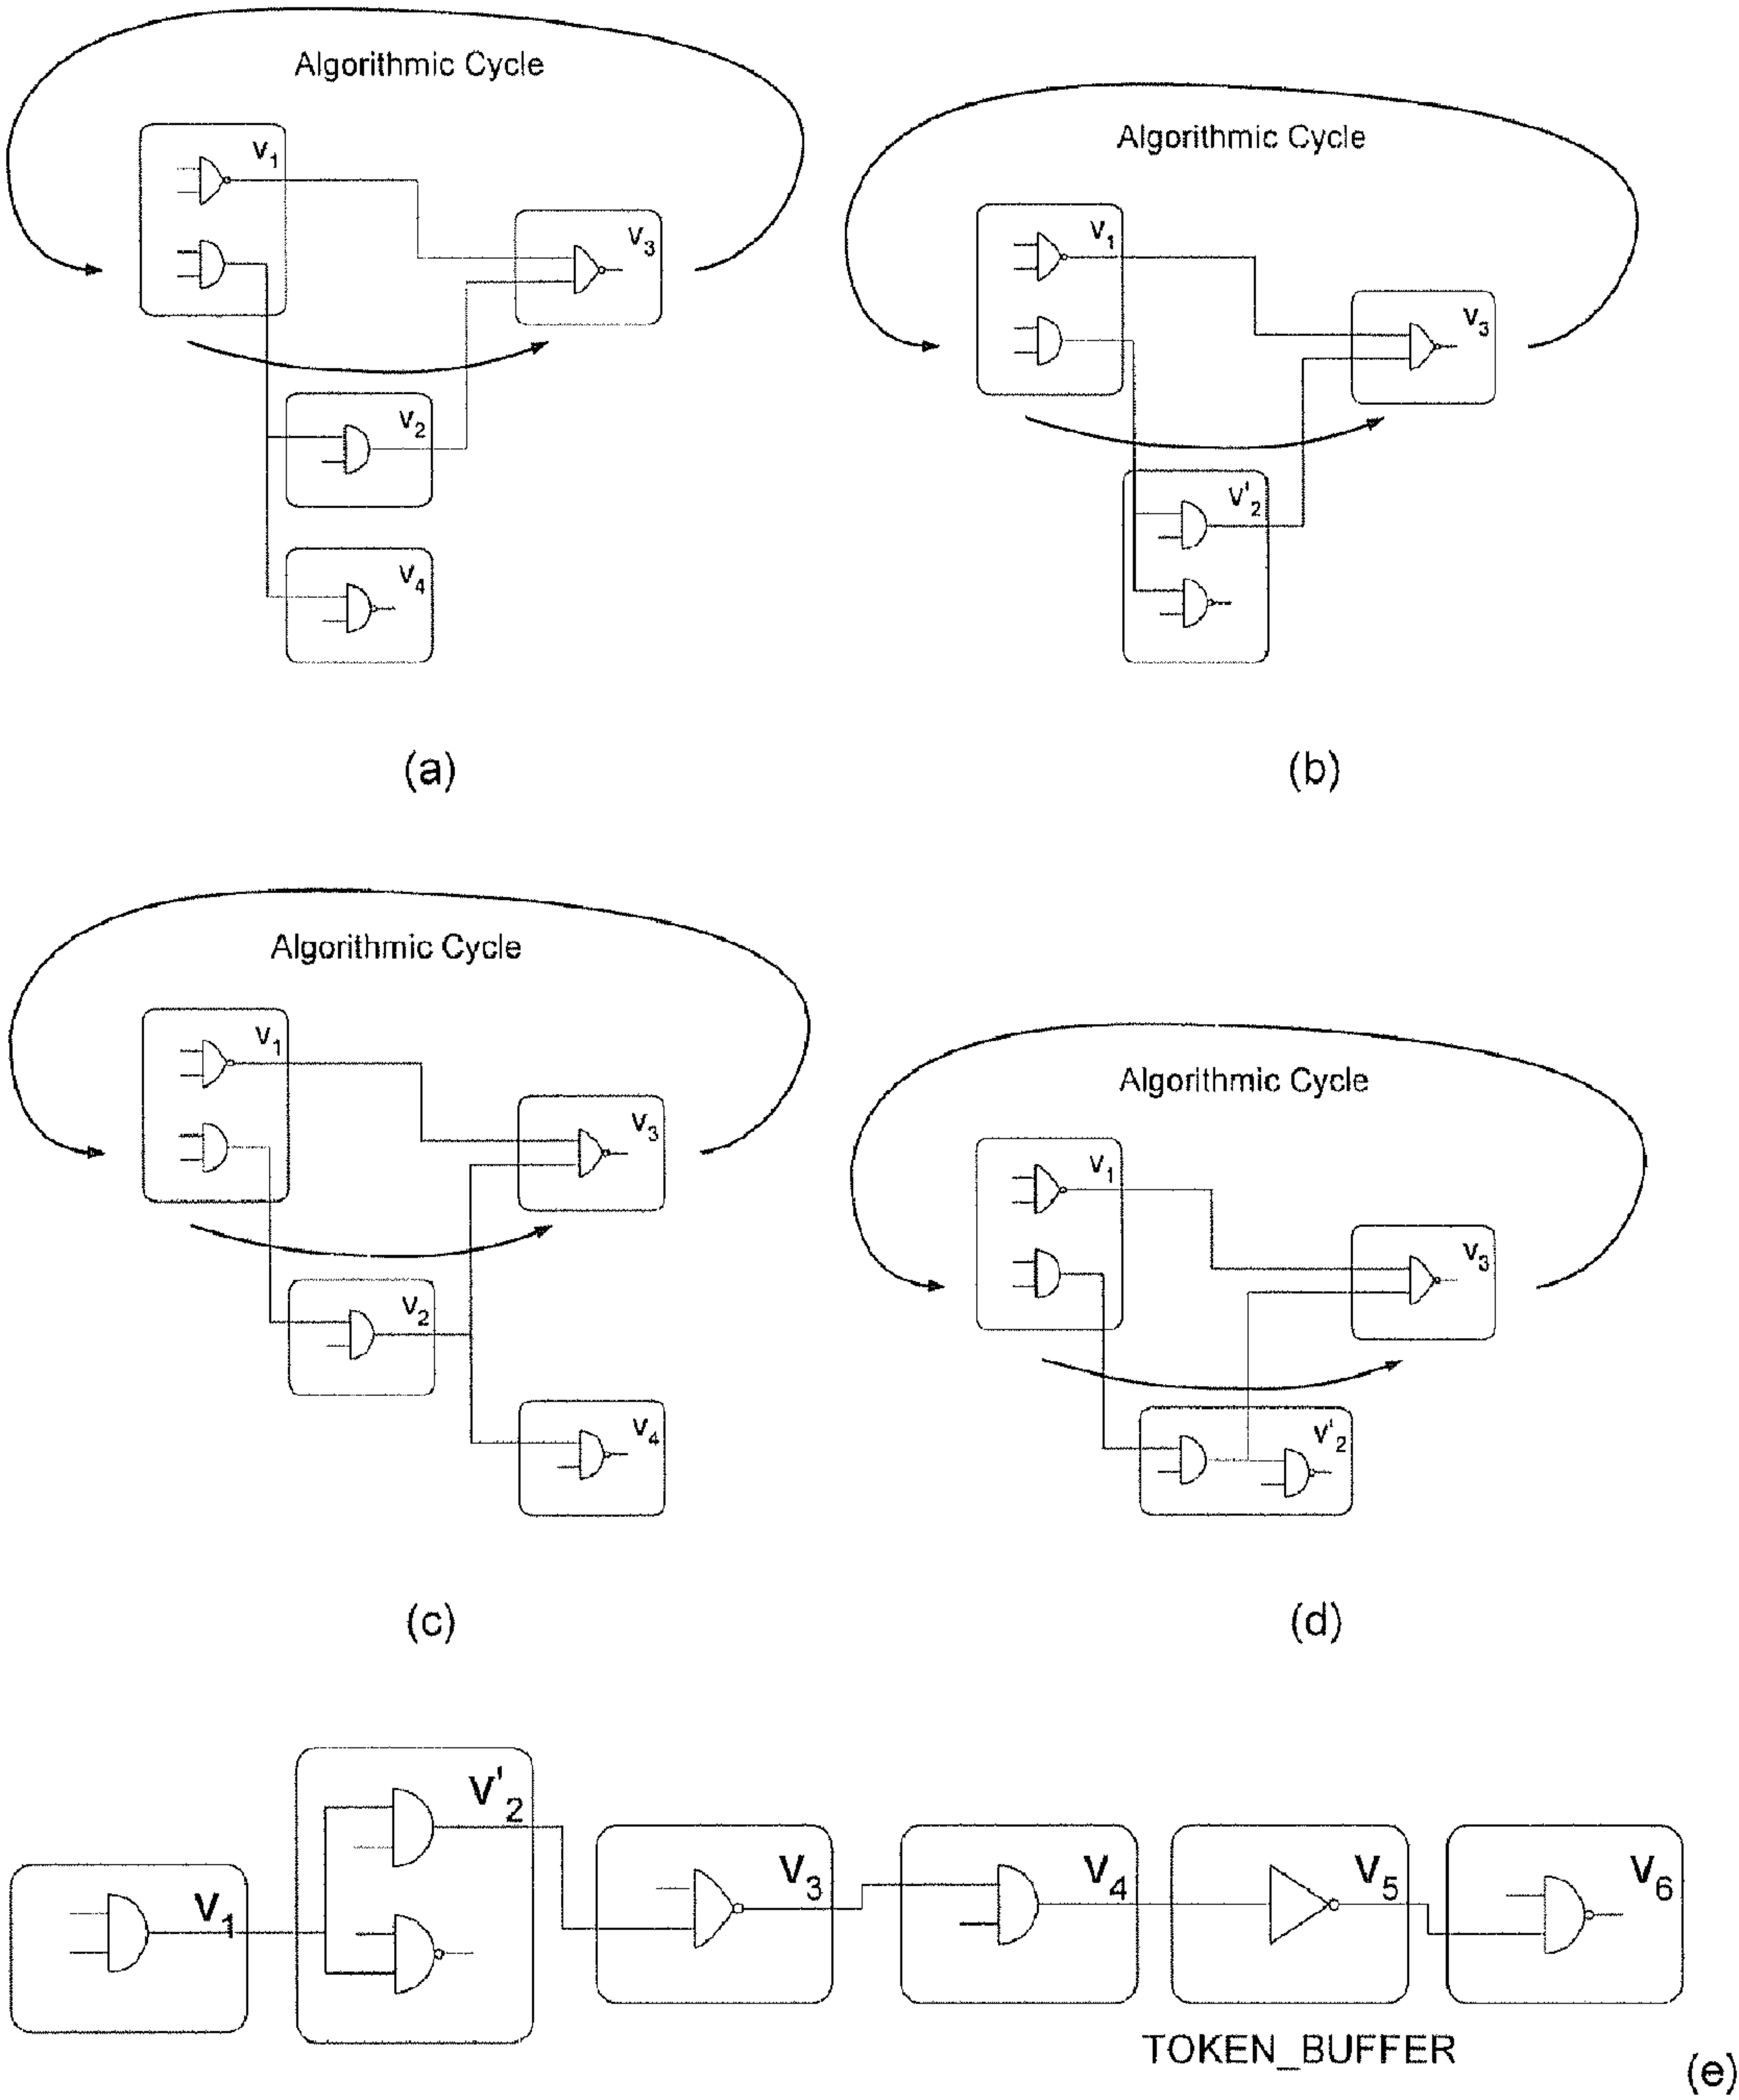 Algorithmic Cycle
v1
v3
v2
v4
(a)
Algorithmic Cycle
v1
v3
v'2
(b)
Algorithmic Cycle
v1
v3
v2
v4
(c)
Algorithmic Cycle
v1
v3
v'2
(d)
v1
v'2
v3
v4
v5
v6
TOKEN_BUFFER
(e)